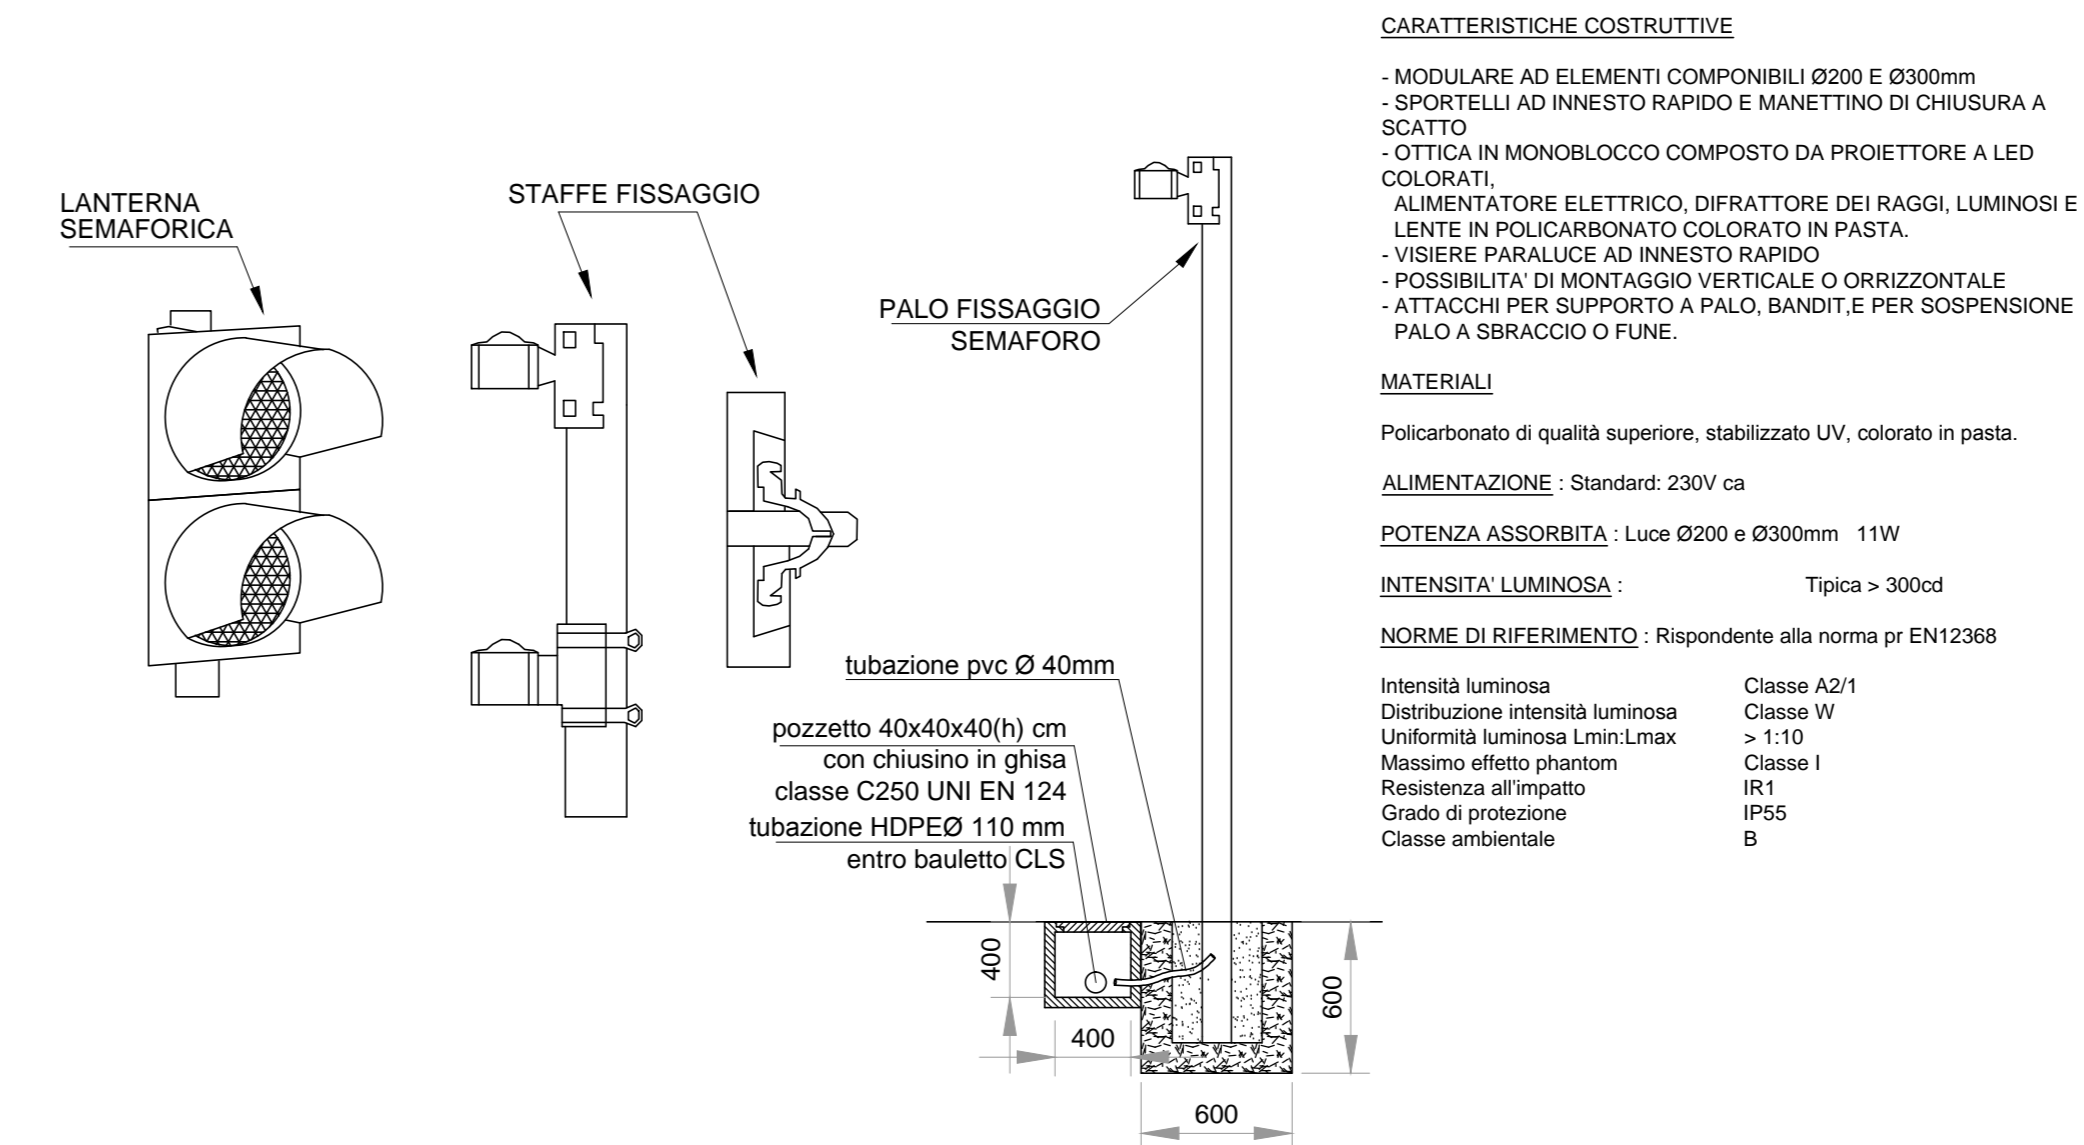 LANTERNA
SEMAFORICA
STAFFE FISSAGGIO
PALO FISSAGGIO
SEMAFORO
tubazione pvc Ø 40mm
pozzetto 40x40x40(h) cm
con chiusino in ghisa
classe C250 UNI EN 124
tubazione HDPEØ 110 mm
entro bauletto CLS
400
400
600
600
CARATTERISTICHE COSTRUTTIVE
- MODULARE AD ELEMENTI COMPONIBILI Ø200 E Ø300mm
- SPORTELLI AD INNESTO RAPIDO E MANETTINO DI CHIUSURA A
SCATTO
- OTTICA IN MONOBLOCCO COMPOSTO DA PROIETTORE A LED
COLORATI,
ALIMENTATORE ELETTRICO, DIFRATTORE DEI RAGGI, LUMINOSI E
LENTE IN POLICARBONATO COLORATO IN PASTA.
- VISIERE PARALUCE AD INNESTO RAPIDO
- POSSIBILITA' DI MONTAGGIO VERTICALE O ORRIZZONTALE
- ATTACCHI PER SUPPORTO A PALO, BANDIT,E PER SOSPENSIONE
PALO A SBRACCIO O FUNE.
MATERIALI
Policarbonato di qualità superiore, stabilizzato UV, colorato in pasta.
ALIMENTAZIONE : Standard: 230V ca
POTENZA ASSORBITA : Luce Ø200 e Ø300mm 11W
INTENSITA' LUMINOSA : Tipica > 300cd
NORME DI RIFERIMENTO : Rispondente alla norma pr EN12368
Intensità luminosa Classe A2/1
Distribuzione intensità luminosa Classe W
Uniformità luminosa Lmin:Lmax > 1:10
Massimo effetto phantom Classe I
Resistenza all'impatto IR1
Grado di protezione IP55
Classe ambientale B